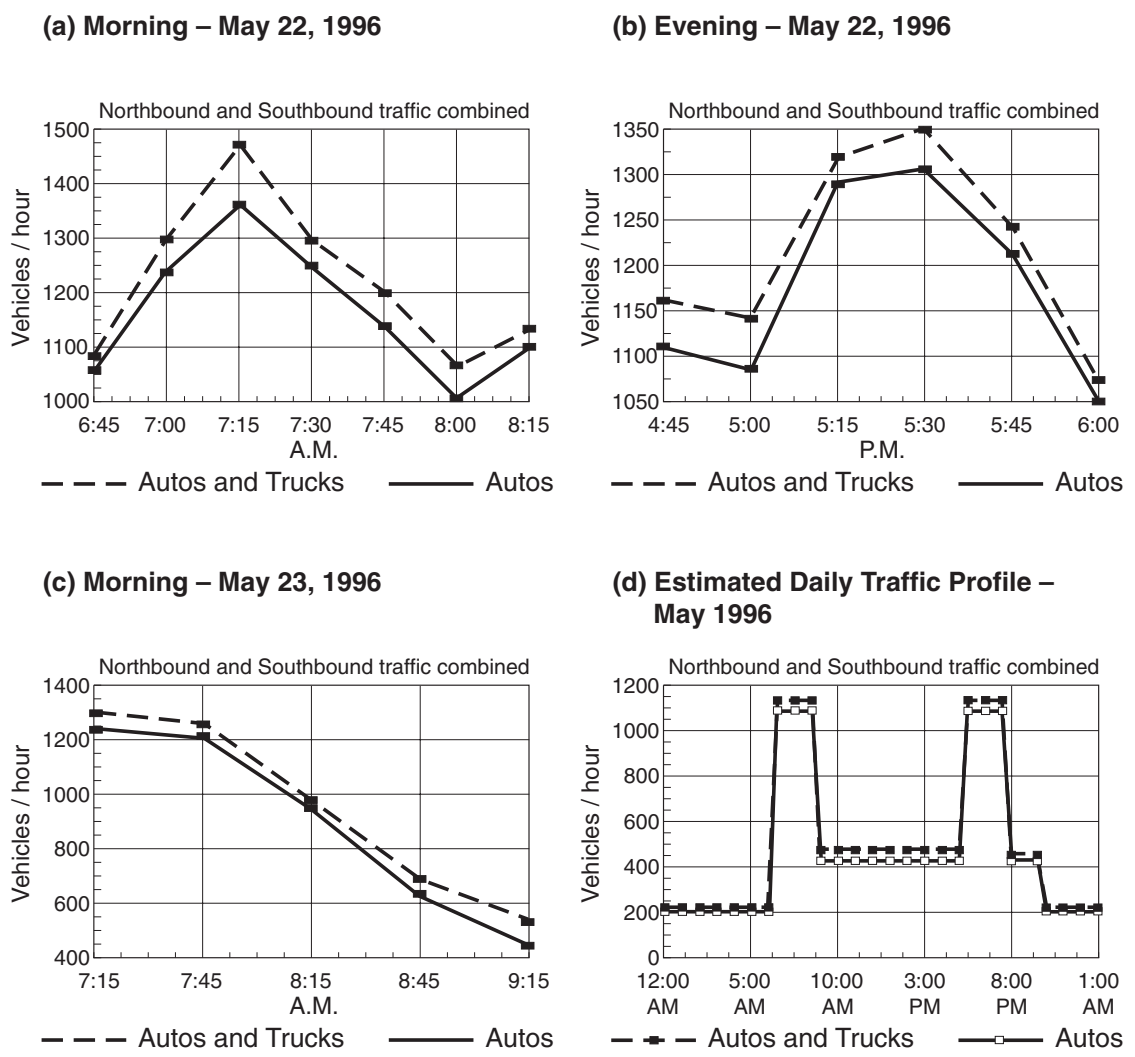 (a) Morning – May 22, 1996
Northbound and Southbound traffic combined
1500
1400
1300
1200
1100
1000
Vehicles / hour
6:45 7:00 7:15 7:30 7:45 8:00 8:15
A.M.
Autos and Trucks Autos
(b) Evening – May 22, 1996
Northbound and Southbound traffic combined
1350
1300
1250
1200
1150
1100
1050
Vehicles / hour
4:45 5:00 5:15 5:30 5:45 6:00
P.M.
Autos and Trucks Autos
(c) Morning – May 23, 1996
Northbound and Southbound traffic combined
1400
1200
1000
800
600
400
Vehicles / hour
7:15 7:45 8:15 8:45 9:15
A.M.
Autos and Trucks Autos
(d) Estimated Daily Traffic Profile –
May 1996
Northbound and Southbound traffic combined
1200
1000
800
600
400
200
0
Vehicles / hour
12:00 5:00 10:00 3:00 8:00 1:00
AM AM AM PM PM AM
Autos and Trucks Autos